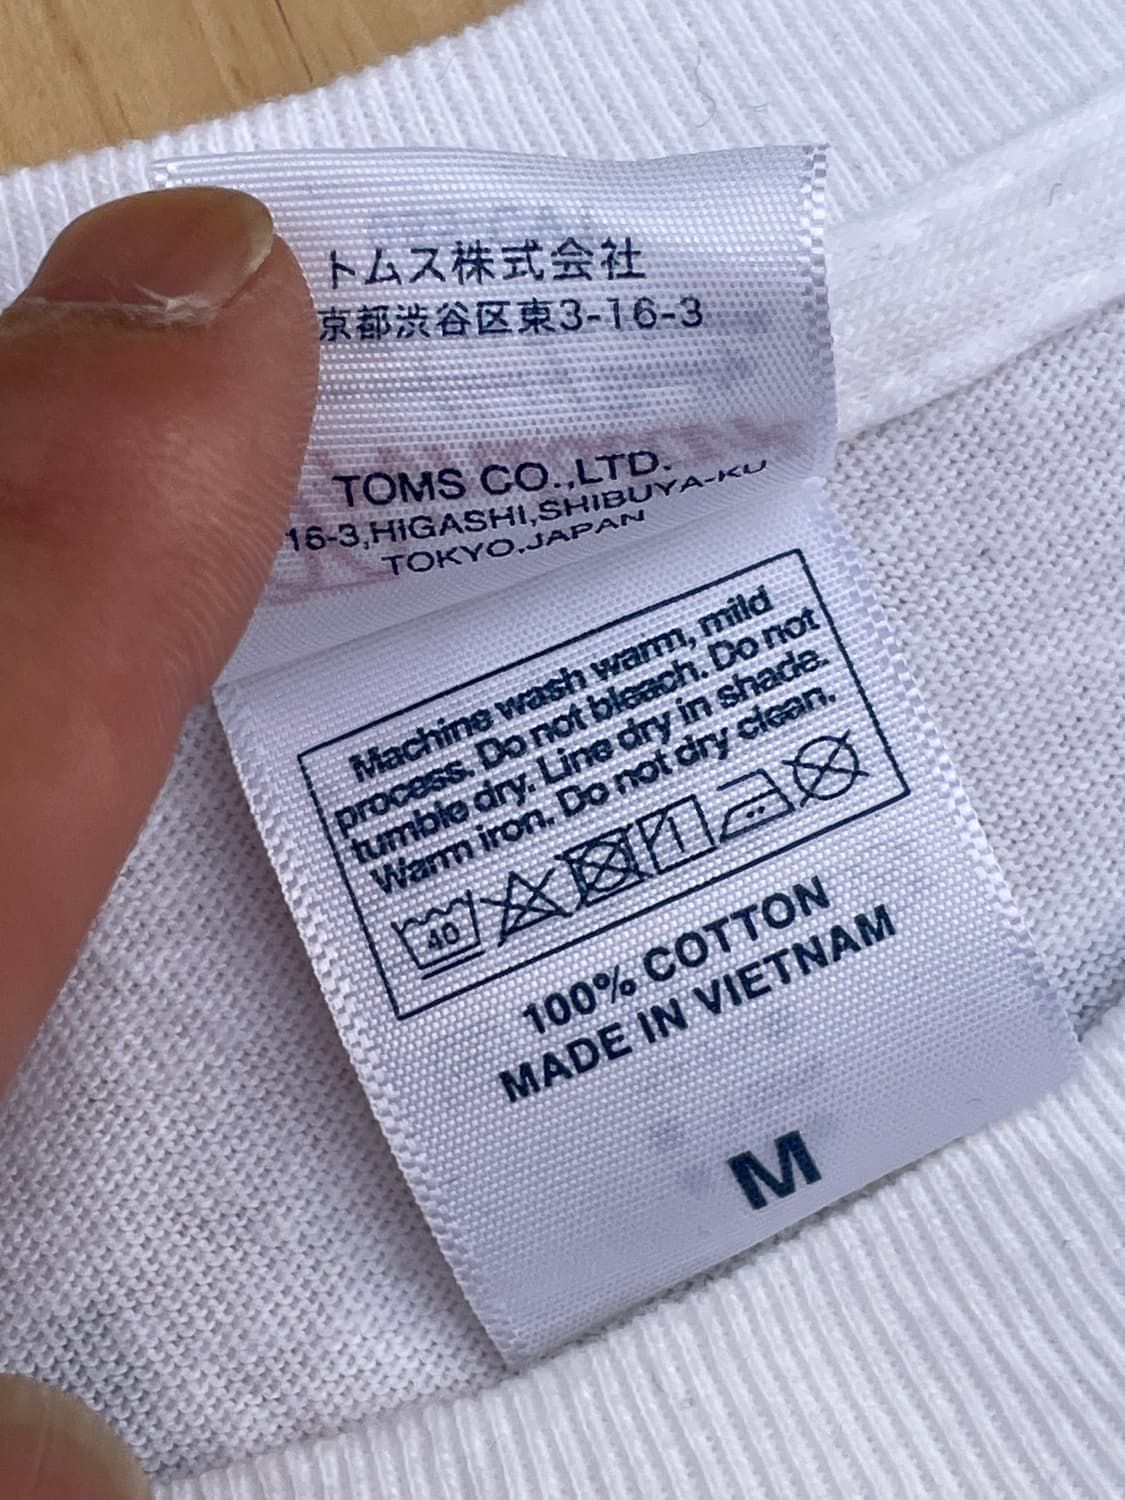 トムス株式会社
京都渋谷区東3-16-3
TOMS CO.,LTD.
16-3,HIGASHI,SHIBUYA-KU
TOKYO.JAPAN
Machine wash warm, mild
process. Do not bleach. Do not
tumble dry. Line dry in shade.
Warm iron. Do not dry clean.
40
100% COTTON
MADE IN VIETNAM
M